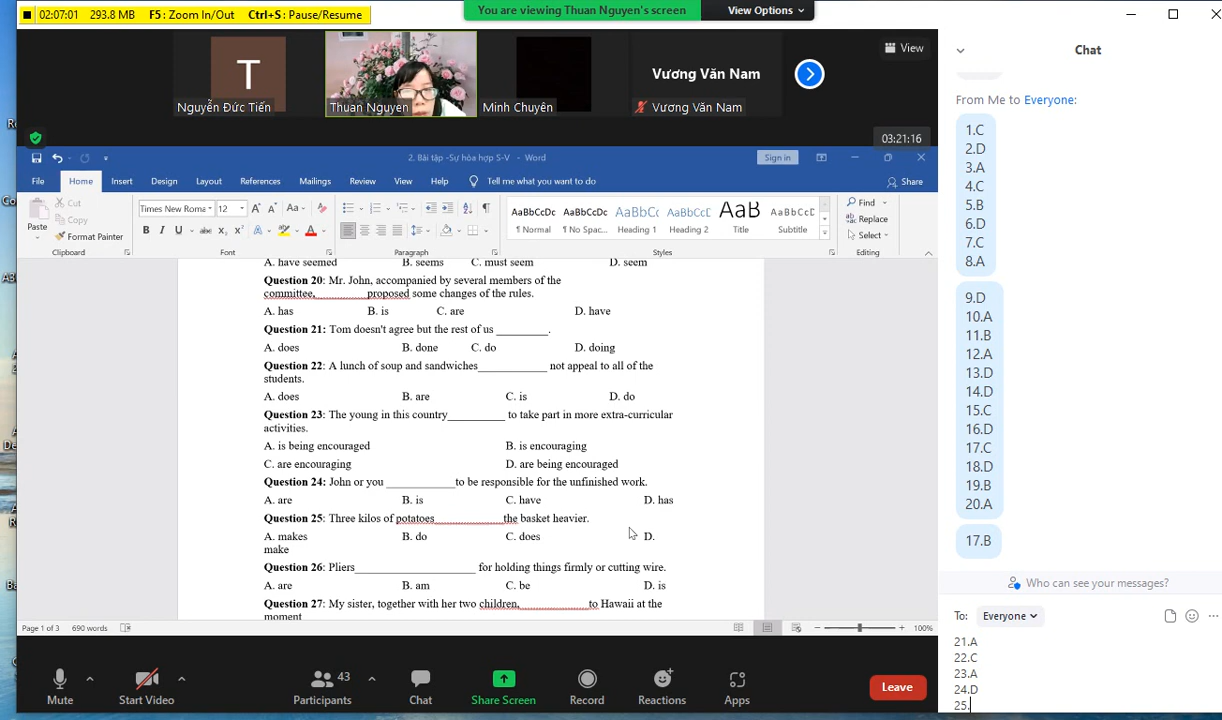 02:07:01 293.8 MB F5: Zoom In/Out Ctrl+S : Pause/Resume
You are viewing Thuan Nguyen's screen
View Options
T
Nguyễn Đức Tiến
Thuan Nguyen
Minh Chuyên
Vương Văn Nam
Vương Văn Nam
View
03:21:16
2. Bài tập -Sự hòa hợp S-V - Word
Sign in
File Home Insert Design Layout References Mailings Review View Help Tell me what you want to do
Share
Paste
Cut
Copy
Format Painter
Clipboard
Times New Roma 12
Font
Paragraph
AaBbCcDc AaBbCcDc AaBbCc AaBbCcD AaB AaBbCcD
¶ Normal ¶ No Spac... Heading 1 Heading 2 Title Subtitle
Styles
Find
Replace
Select
Editing
A. have seemed B. seems C. must seem D. seem
Question 20: Mr. John, accompanied by several members of the
committee,__________proposed some changes of the rules.
A. has B. is C. are D. have
Question 21: Tom doesn't agree but the rest of us _________.
A. does B. done C. do D. doing
Question 22: A lunch of soup and sandwiches____________ not appeal to all of the
students.
A. does B. are C. is D. do
Question 23: The young in this country__________ to take part in more extra-curricular
activities.
A. is being encouraged B. is encouraging
C. are encouraging D. are being encouraged
Question 24: John or you ____________to be responsible for the unfinished work.
A. are B. is C. have D. has
Question 25: Three kilos of potatoes____________the basket heavier.
A. makes B. do C. does D.
make
Question 26: Pliers_____________________ for holding things firmly or cutting wire.
A. are B. am C. be D. is
Question 27: My sister, together with her two children,____________to Hawaii at the
moment
Page 1 of 3 690 words
100%
Mute
Start Video
43
Participants
Chat
Share Screen
Record
Reactions
Apps
Leave
Chat
From Me to Everyone:
1.C
2.D
3.A
4.C
5.B
6.D
7.C
8.A
9.D
10.A
11.B
12.A
13.D
14.D
15.C
16.D
17.C
18.D
19.B
20.A
17.B
Who can see your messages?
To: Everyone
21.A
22.C
23.A
24.D
25.